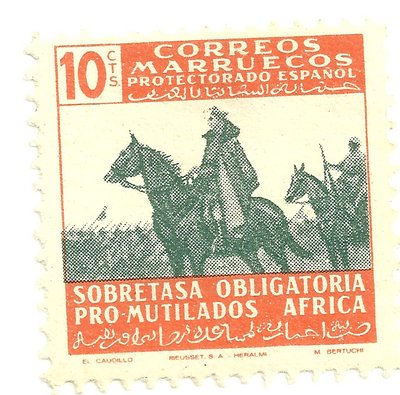 10 CTS.
CORREOS
MARRUECOS
PROTECTORADO ESPAÑOL
SOBRETASA OBLIGATORIA
PRO-MUTILADOS AFRICA
EL CAUDILLO RIEUSSET, S.A.-HERALMI M. BERTUCHI